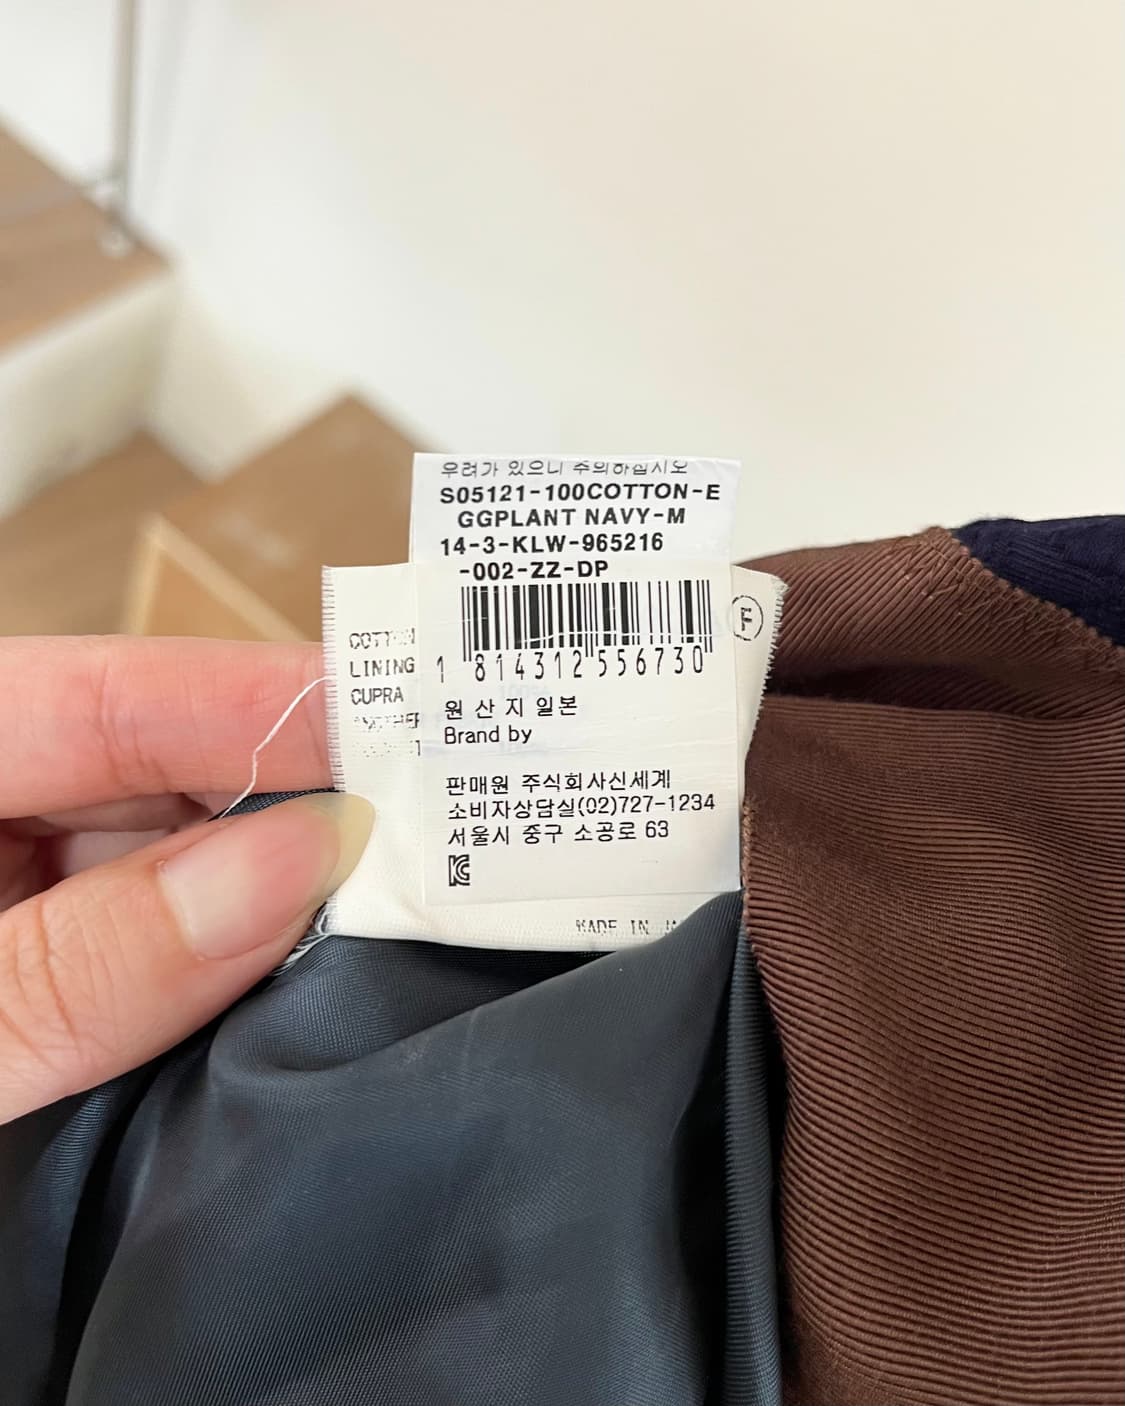 우려가 있으니 주의하십시오
S05121-100COTTON-E
GGPLANT NAVY-M
14-3-KLW-965216
-002-ZZ-DP
1 814312 556730
원 산 지 일본
Brand by
판매원 주식회사신세계
소비자상담실(02)727-1234
서울시 중구 소공로 63
KC
COTTON
LINING
CUPRA
F
MADE IN